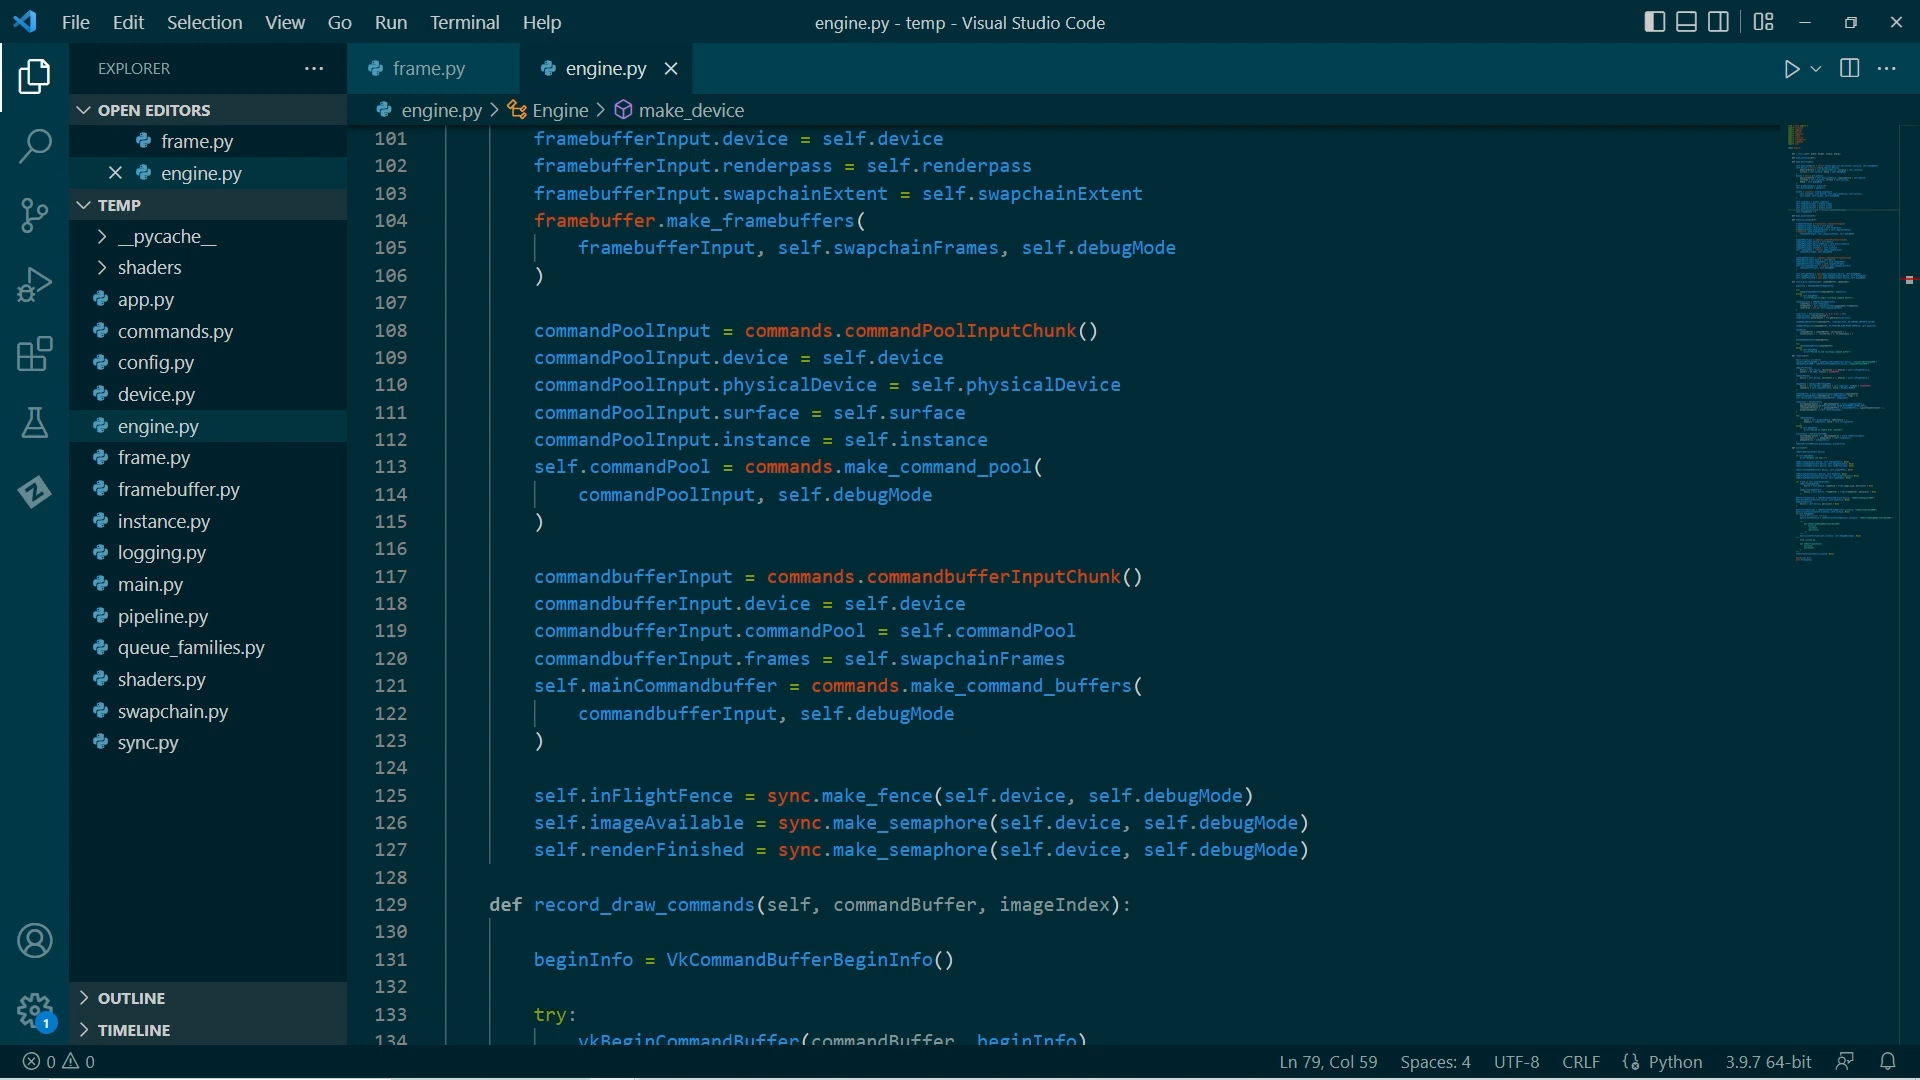 File Edit Selection View Go Run Terminal Help
engine.py - temp - Visual Studio Code
EXPLORER
OPEN EDITORS
frame.py
engine.py
TEMP
__pycache__
shaders
app.py
commands.py
config.py
device.py
engine.py
frame.py
framebuffer.py
instance.py
logging.py
main.py
pipeline.py
queue_families.py
shaders.py
swapchain.py
sync.py
OUTLINE
TIMELINE
1
frame.py
engine.py
engine.py > Engine > make_device
101 framebufferInput.device = self.device
102 framebufferInput.renderpass = self.renderpass
103 framebufferInput.swapchainExtent = self.swapchainExtent
104 framebuffer.make_framebuffers(
105 framebufferInput, self.swapchainFrames, self.debugMode
106 )
107
108 commandPoolInput = commands.commandPoolInputChunk()
109 commandPoolInput.device = self.device
110 commandPoolInput.physicalDevice = self.physicalDevice
111 commandPoolInput.surface = self.surface
112 commandPoolInput.instance = self.instance
113 self.commandPool = commands.make_command_pool(
114 commandPoolInput, self.debugMode
115 )
116
117 commandbufferInput = commands.commandbufferInputChunk()
118 commandbufferInput.device = self.device
119 commandbufferInput.commandPool = self.commandPool
120 commandbufferInput.frames = self.swapchainFrames
121 self.mainCommandbuffer = commands.make_command_buffers(
122 commandbufferInput, self.debugMode
123 )
124
125 self.inFlightFence = sync.make_fence(self.device, self.debugMode)
126 self.imageAvailable = sync.make_semaphore(self.device, self.debugMode)
127 self.renderFinished = sync.make_semaphore(self.device, self.debugMode)
128
129 def record_draw_commands(self, commandBuffer, imageIndex):
130
131 beginInfo = VkCommandBufferBeginInfo()
132
133 try:
134 vkBeginCommandBuffer(commandBuffer, beginInfo)
0 0
Ln 79, Col 59 Spaces: 4 UTF-8 CRLF Python 3.9.7 64-bit